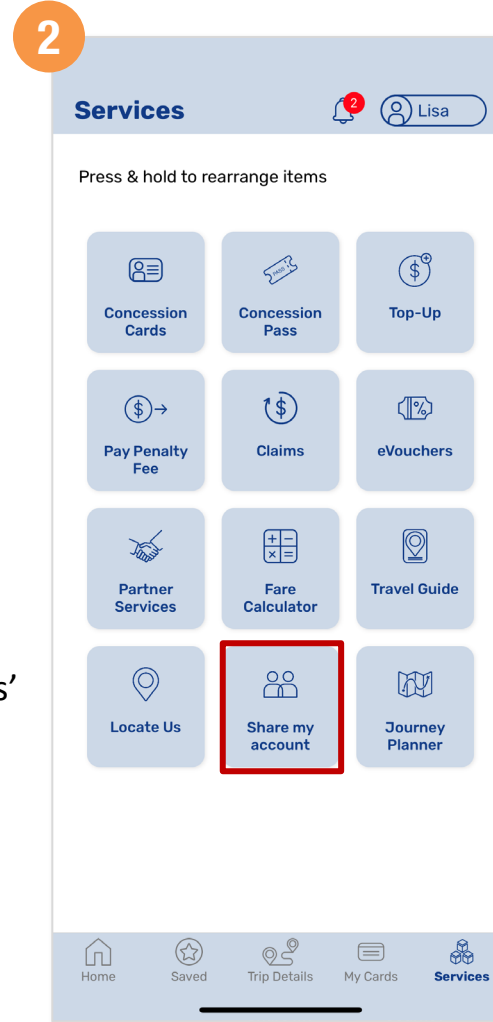 2
Services
2
Lisa
Press & hold to rearrange items
Concession
Cards
PASS
Concession
Pass
Top-Up
Pay Penalty
Fee
Claims
eVouchers
Partner
Services
Fare
Calculator
Travel Guide
s’
Locate Us
Share my
account
Journey
Planner
Home
Saved
Trip Details
My Cards
Services